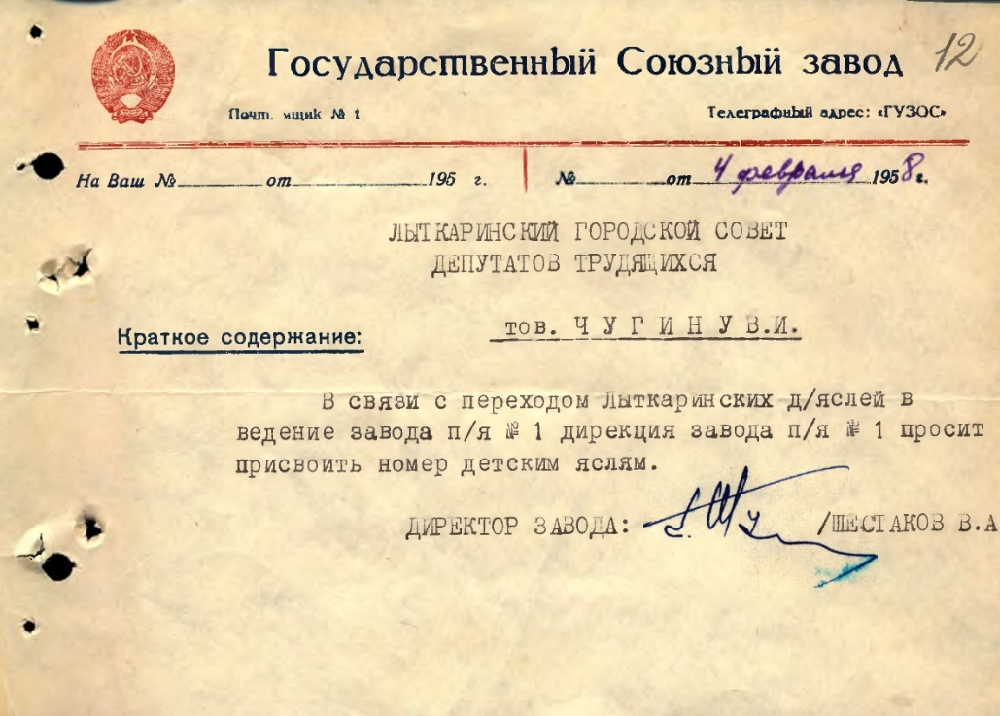 Государственный Союзный завод 12
Почт. ящик № 1 Телеграфный адрес: «ГУЗОС»
На Ваш № от 195 г. № от 4 февраля 1958 г.
ЛЫТКАРИНСКИЙ ГОРОДСКОЙ СОВЕТ
ДЕПУТАТОВ ТРУДЯЩИХСЯ
Краткое содержание: тов. Ч У Г И Н У В.И.
В связи с переходом Лыткаринских д/яслей в
ведение завода п/я № 1 дирекция завода п/я № 1 просит
присвоить номер детским яслям.
ДИРЕКТОР ЗАВОДА: /ШЕСТАКОВ В.А